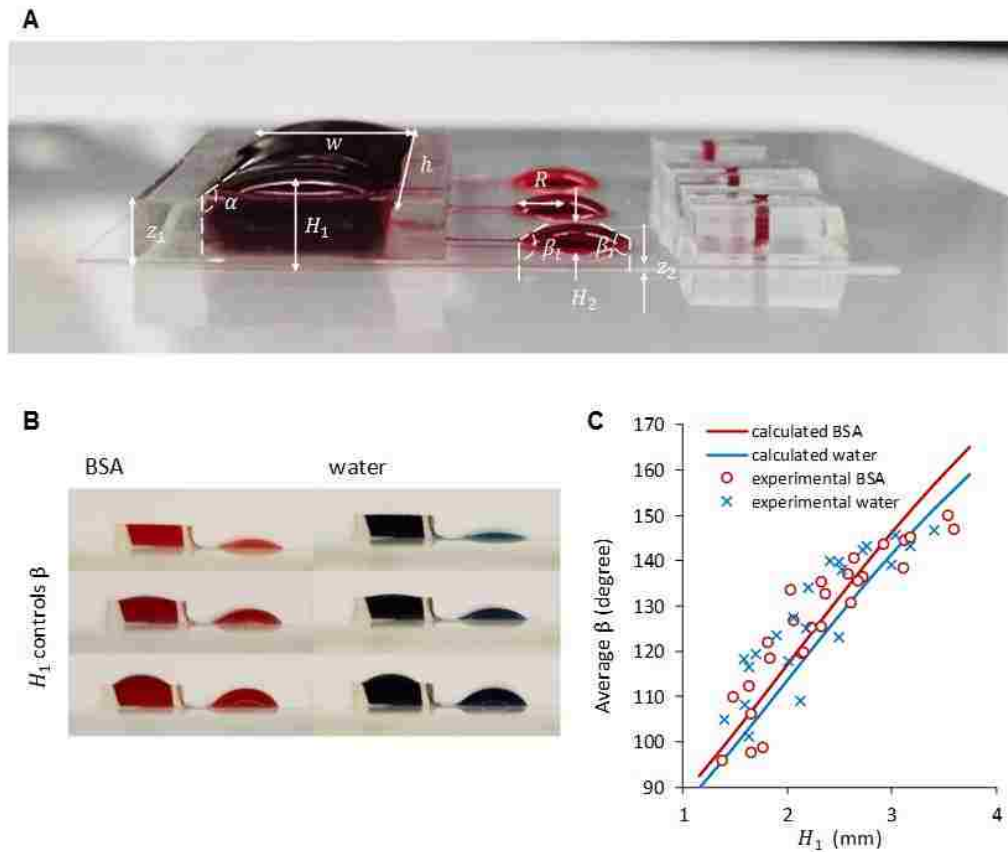 A
w
h
R
α
z₁
H₁
βₗ
βᵣ
z₂
H₂
B
BSA
water
H₁ controls β
C
calculated BSA
calculated water
experimental BSA
experimental water
170
160
150
140
130
120
110
100
90
Average β (degree)
1
2
3
4
H₁ (mm)